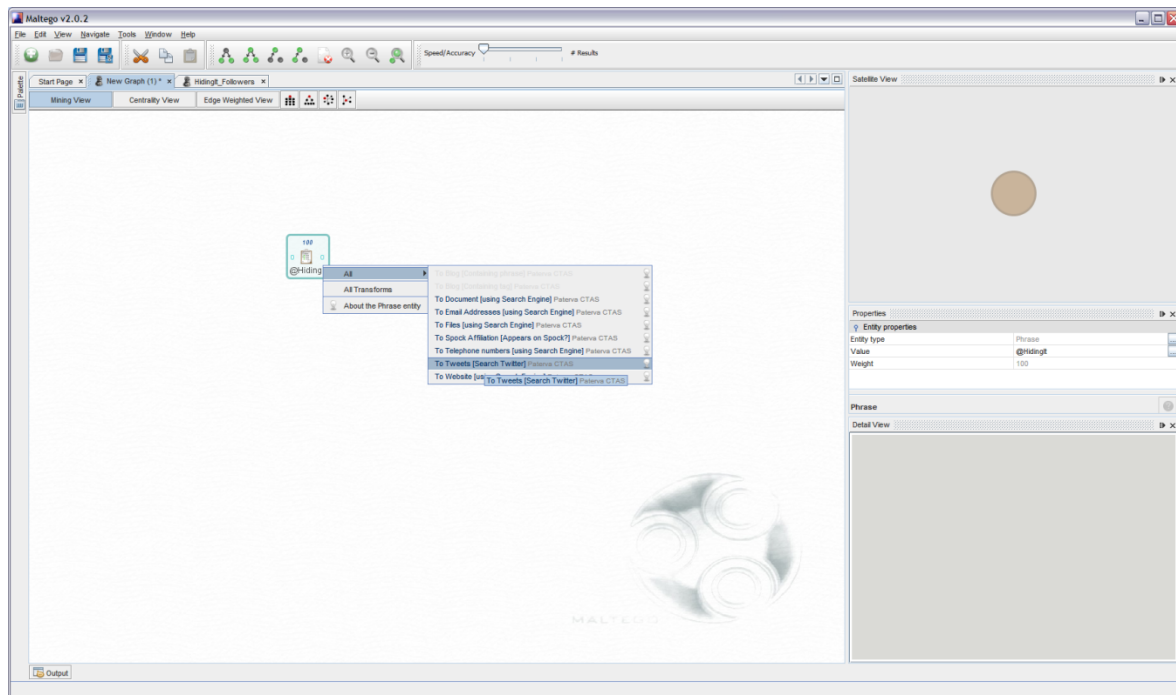 Maltego v2.0.2
File Edit View Navigate Tools Window Help
Speed/Accuracy # Results
Palette
Start Page New Graph (1) * HidingIt_Followers
Mining View Centrality View Edge Weighted View
100
@Hiding
All
All Transforms
About the Phrase entity
To Blog [Containing phrase] Paterva CTAS
To Blog [Containing tag] Paterva CTAS
To Document [using Search Engine] Paterva CTAS
To Email Addresses [using Search Engine] Paterva CTAS
To Files [using Search Engine] Paterva CTAS
To Spock Affiliation [Appears on Spock?] Paterva CTAS
To Telephone numbers [using Search Engine] Paterva CTAS
To Tweets [Search Twitter] Paterva CTAS
To Website [us
To Tweets [Search Twitter] Paterva CTAS
MALTEGO
Satellite View
Properties
Entity properties
Entity type Phrase
Value @HidingIt
Weight 100
Phrase
Detail View
Output